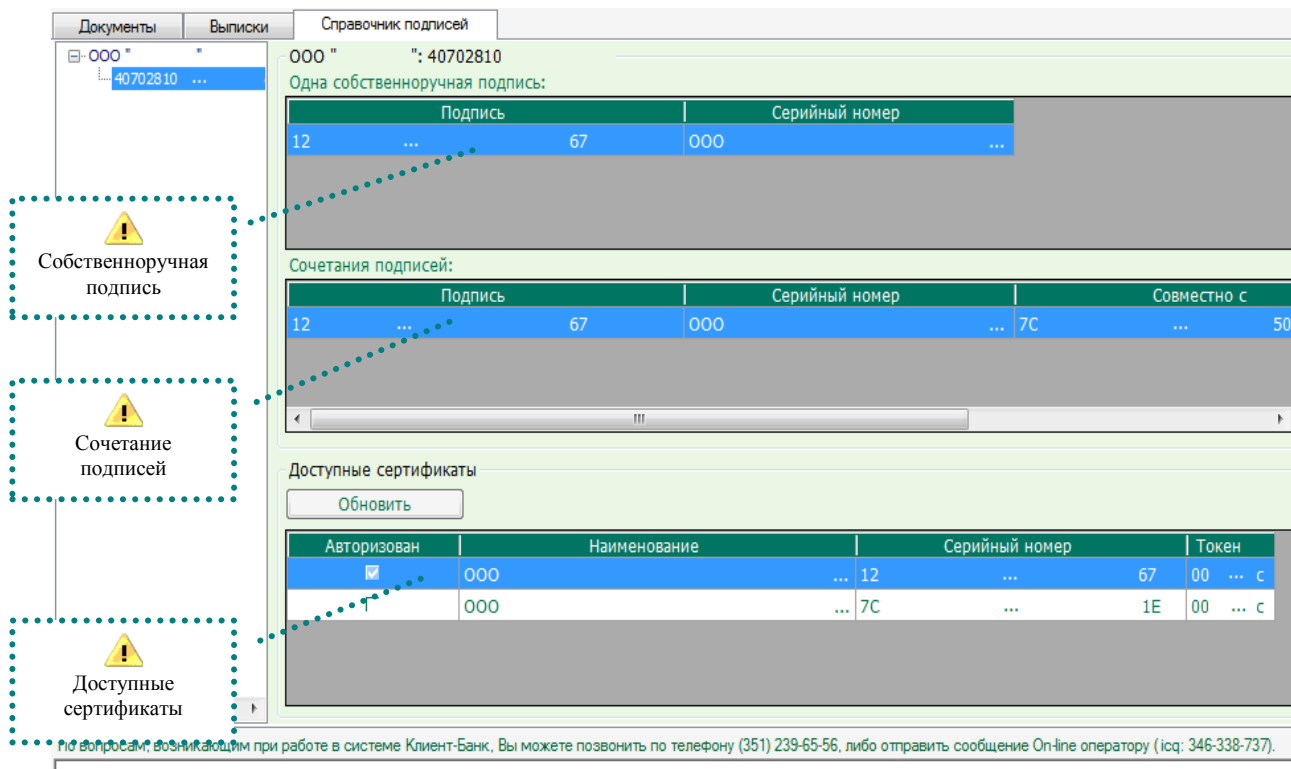 Документы Выписки Справочник подписей
ООО " "
40702810 ...
ООО " ": 40702810
Одна собственноручная подпись:
Подпись Серийный номер
12 ... 67 ООО ...
Собственноручная
подпись
Сочетания подписей:
Подпись Серийный номер Совместно с
12 ... 67 ООО ... 7C ... 50
Сочетание
подписей
Доступные сертификаты
Обновить
Авторизован Наименование Серийный номер Токен
ООО ... 12 ... 67 00 ... c
ООО ... 7C ... 1E 00 ... c
Доступные
сертификаты
По вопросам, возникающим при работе в системе Клиент-Банк, Вы можете позвонить по телефону (351) 239-65-56, либо отправить сообщение On-line оператору (icq: 346-338-737).